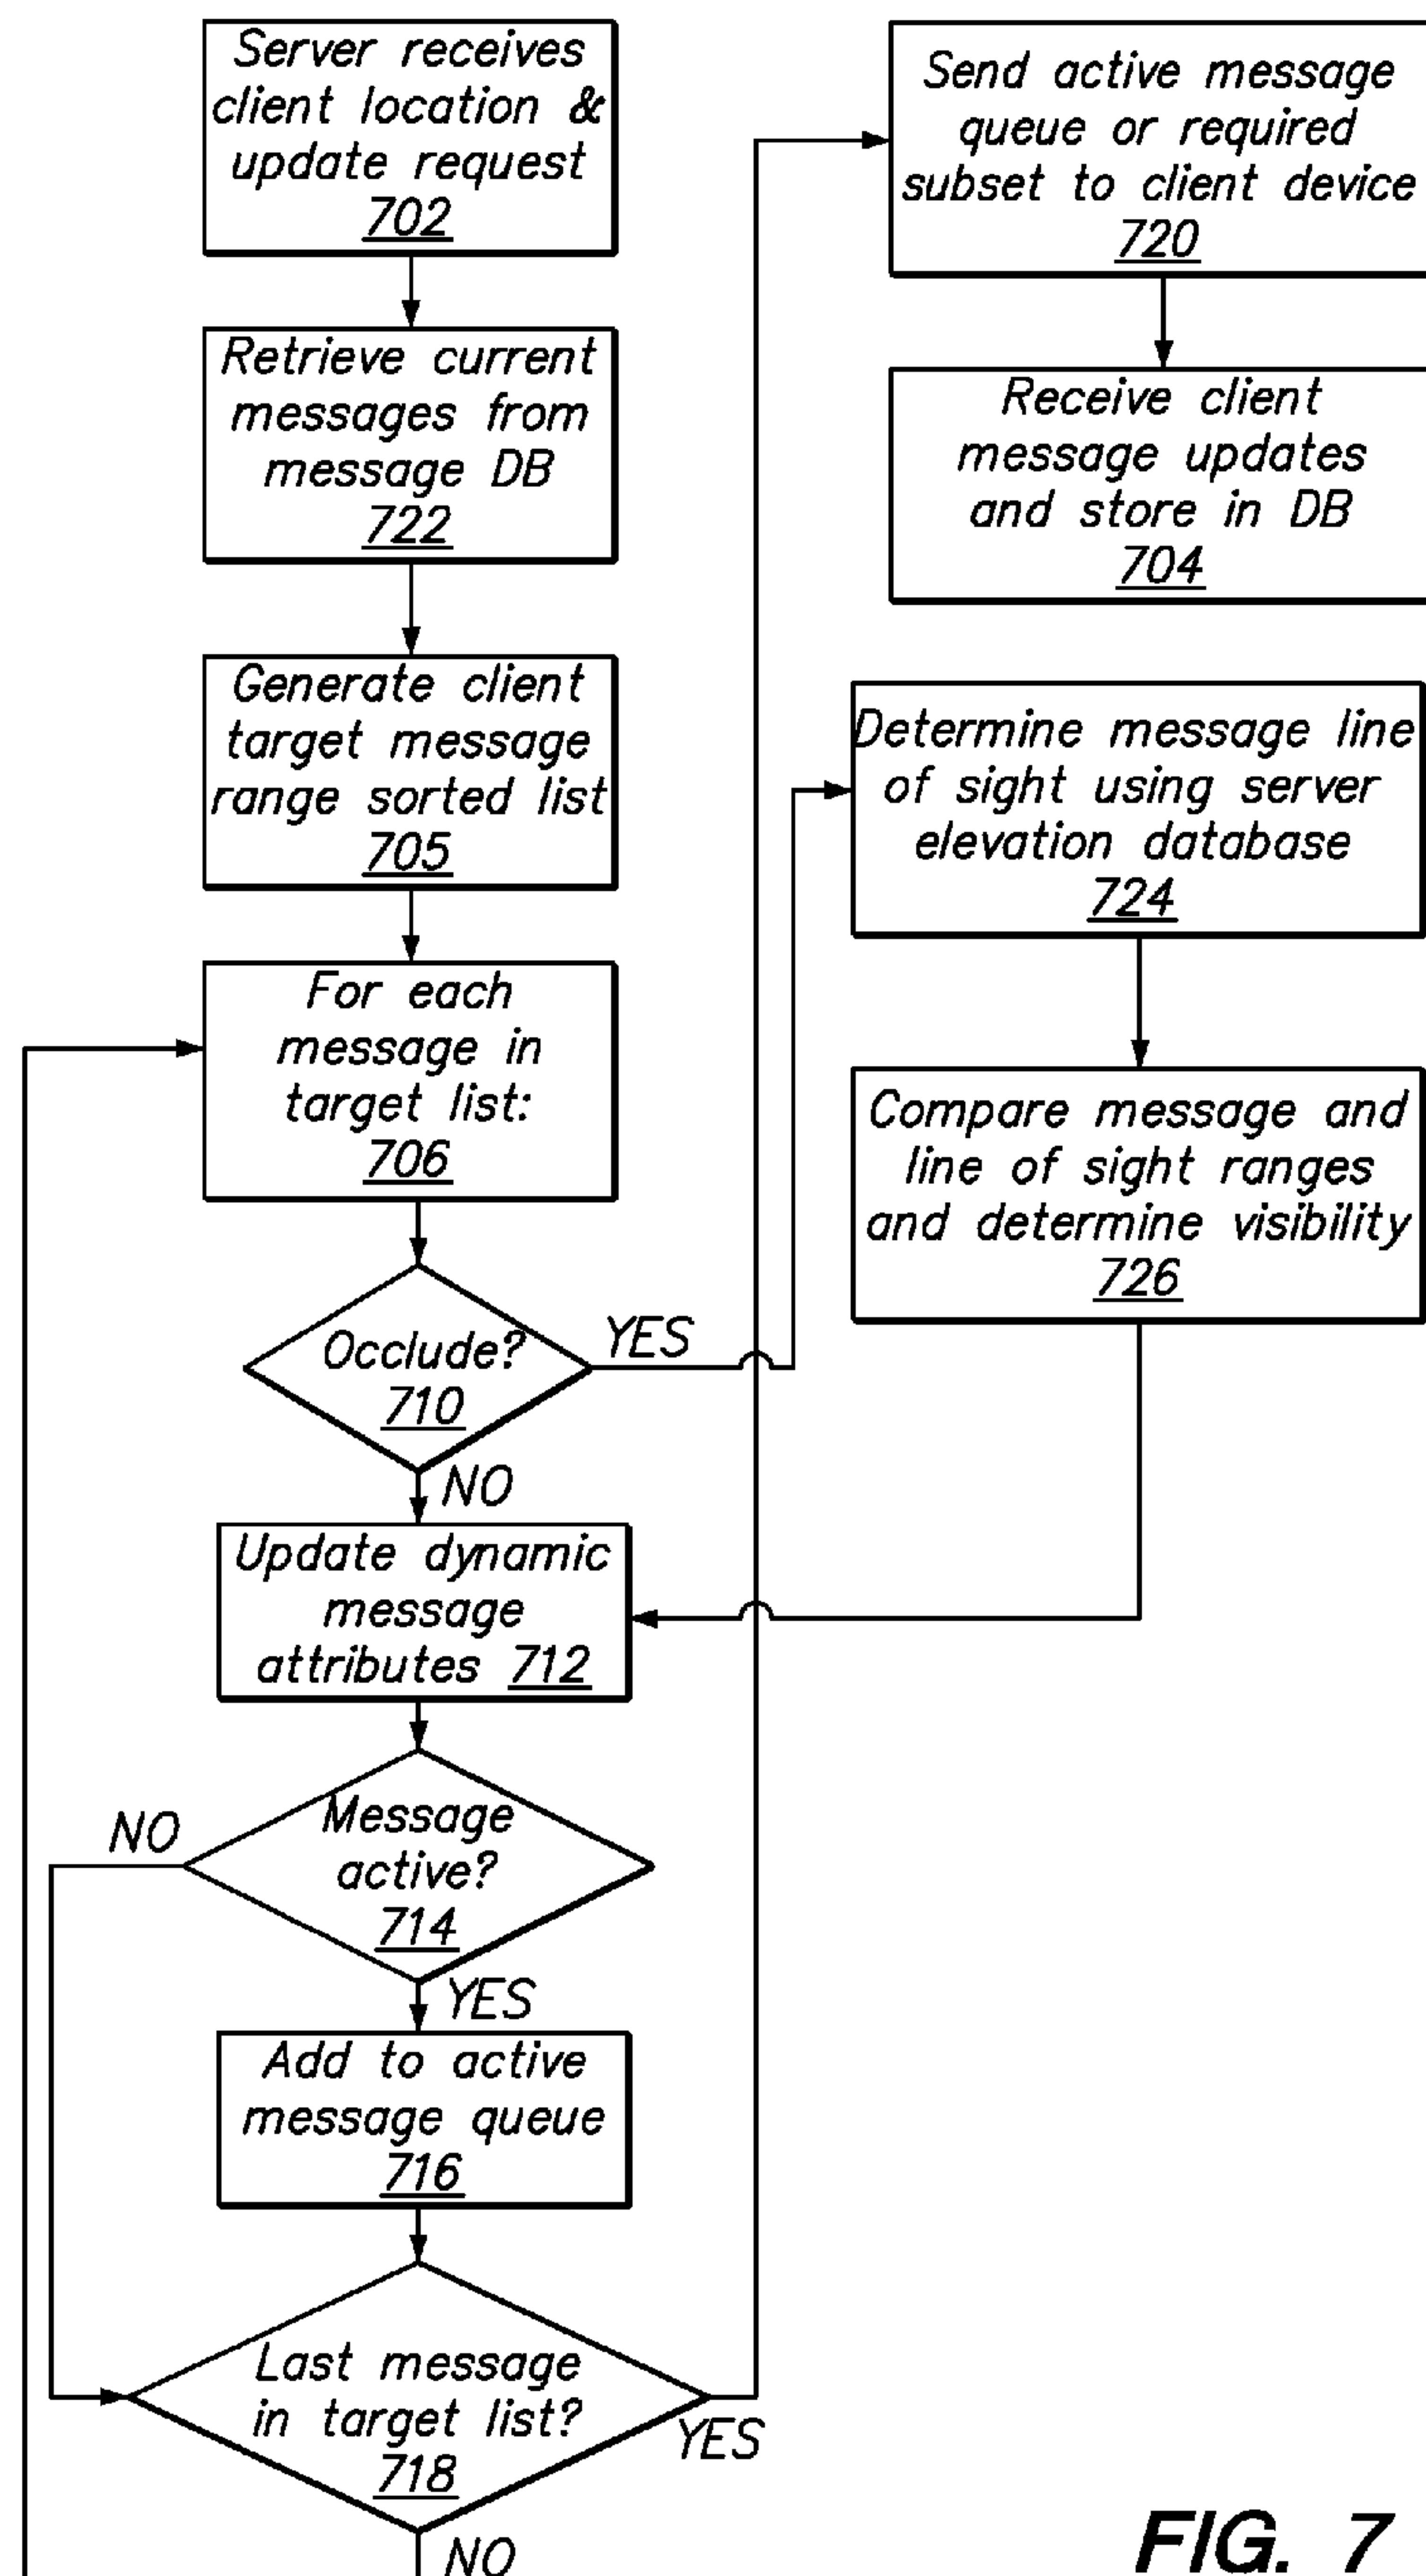 Server receives
client location &
update request
702
Retrieve current
messages from
message DB
722
Generate client
target message
range sorted list
705
For each
message in
target list:
706
Occlude?
710
YES
NO
Update dynamic
message
attributes 712
Message
active?
714
NO
YES
Add to active
message queue
716
Last message
in target list?
718
YES
NO
Send active message
queue or required
subset to client device
720
Receive client
message updates
and store in DB
704
Determine message line
of sight using server
elevation database
724
Compare message and
line of sight ranges
and determine visibility
726
FIG. 7